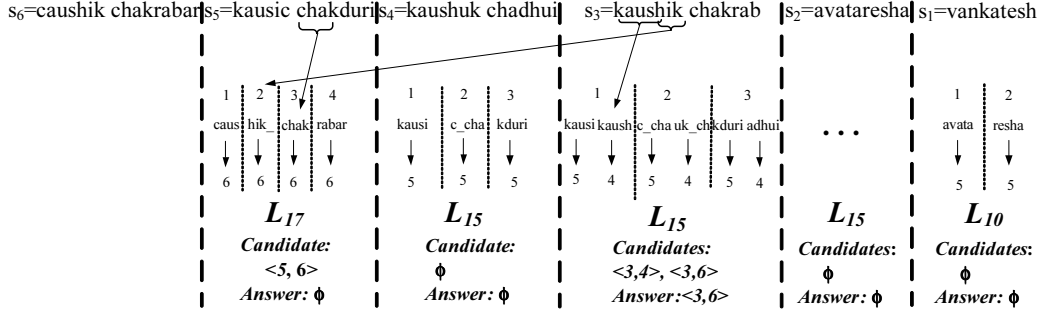 s6=caushik chakrabar s5=kausic chakduri s4=kaushuk chadhui s3=kaushik chakrab s2=avataresha s1=vankatesh
1 2 3 4 1 2 3 1 2 3 1 2
caus hik_ chak rabar kausi c_cha kduri kausi kaush c_cha uk_ch kduri adhui ... avata resha
6 6 6 6 5 5 5 5 4 5 4 5 4 5 5
L17 L15 L15 L15 L10
Candidate: Candidate: Candidates: Candidates: Candidates:
<5, 6> ϕ <3,4>, <3,6> ϕ ϕ
Answer: ϕ Answer: ϕ Answer:<3,6> Answer: ϕ Answer: ϕ